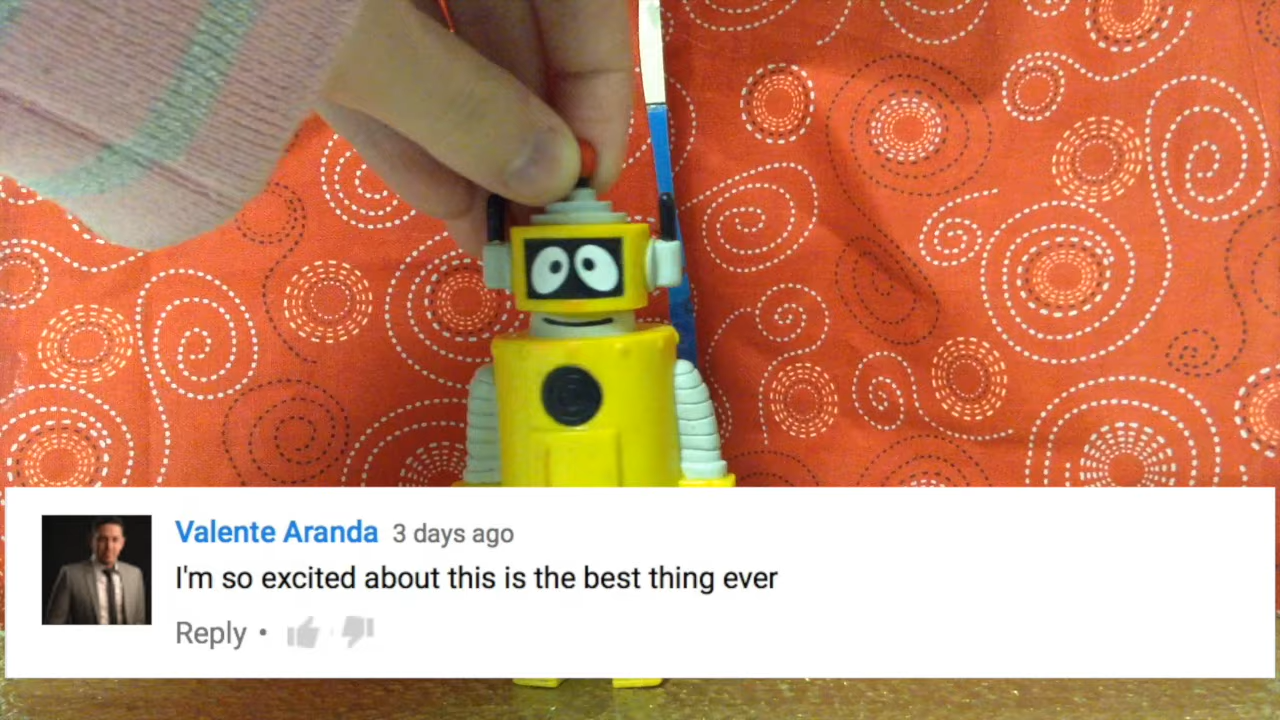 Valente Aranda 3 days ago
I'm so excited about this is the best thing ever
Reply •